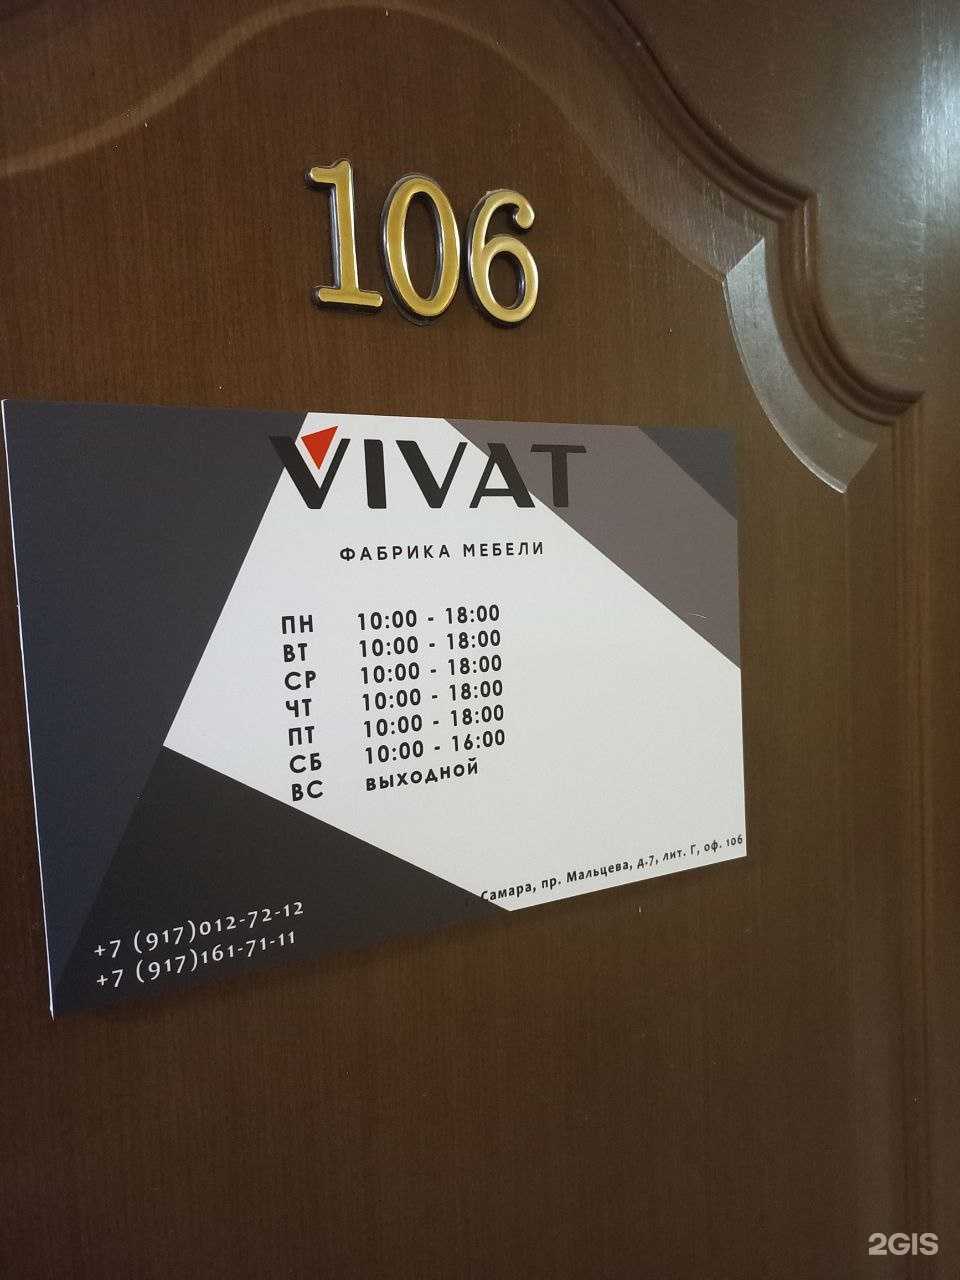 106
VIVAT
ФАБРИКА МЕБЕЛИ
ПН 10:00 - 18:00
ВТ 10:00 - 18:00
СР 10:00 - 18:00
ЧТ 10:00 - 18:00
ПТ 10:00 - 18:00
СБ 10:00 - 16:00
ВС выходной
Самара, пр. Мальцева, д.7, лит. Г, оф. 106
+7 (917)012-72-12
+7 (917)161-71-11
2GIS